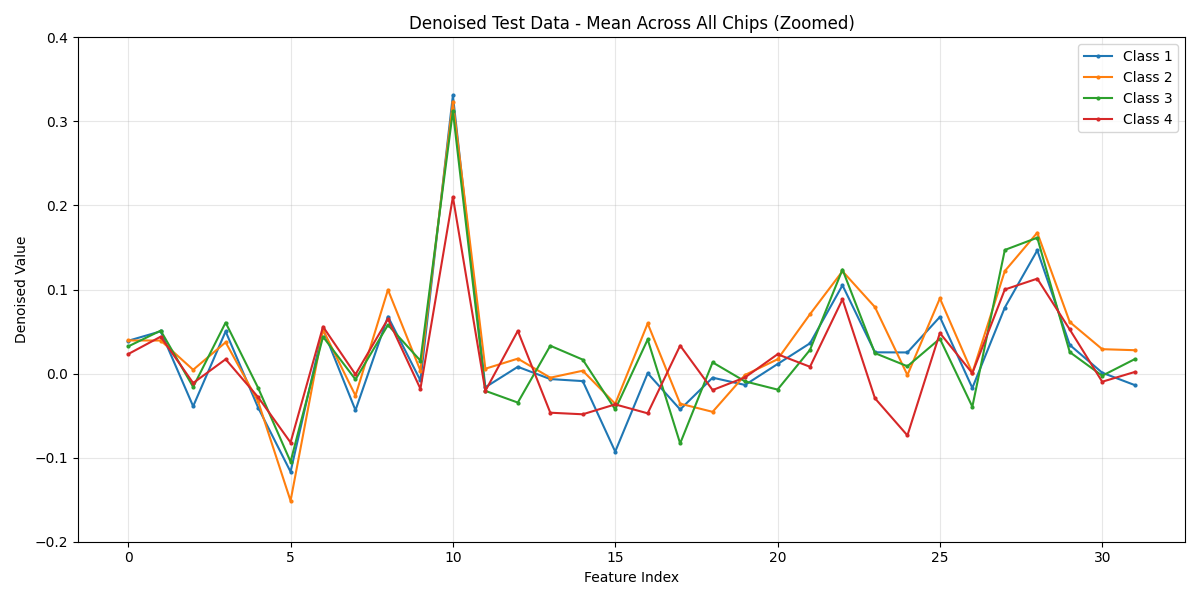 Denoised Test Data - Mean Across All Chips (Zoomed)
Class 1
Class 2
Class 3
Class 4
Denoised Value
0.4
0.3
0.2
0.1
0.0
−0.1
−0.2
0 5 10 15 20 25 30
Feature Index